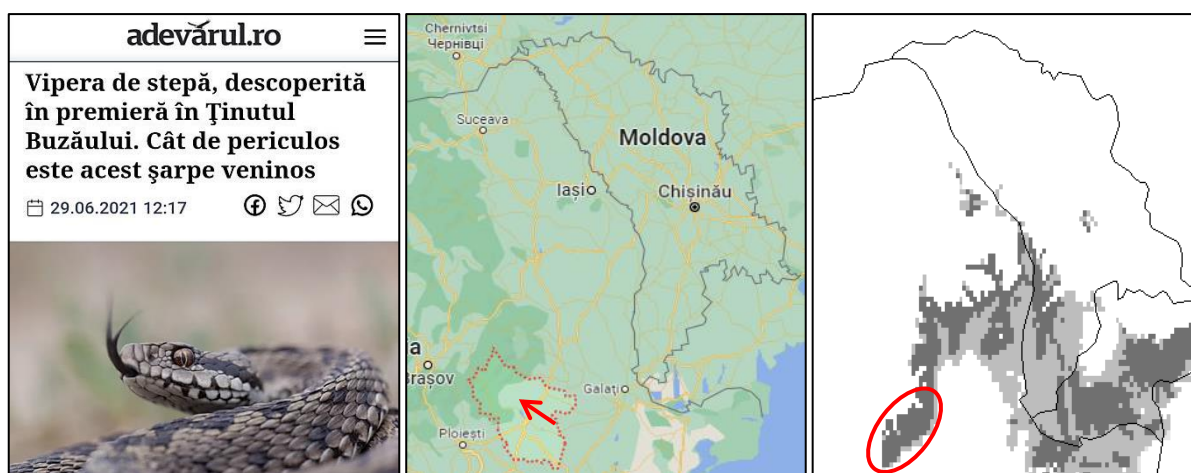 adevărul.ro
Vipera de stepă, descoperită
în premieră în Ţinutul
Buzăului. Cât de periculos
este acest şarpe veninos
29.06.2021 12:17
Chernivtsi
Чернівці
Suceava
Moldova
Iași
Chișinău
a
Brașov
Galați
Ploiești